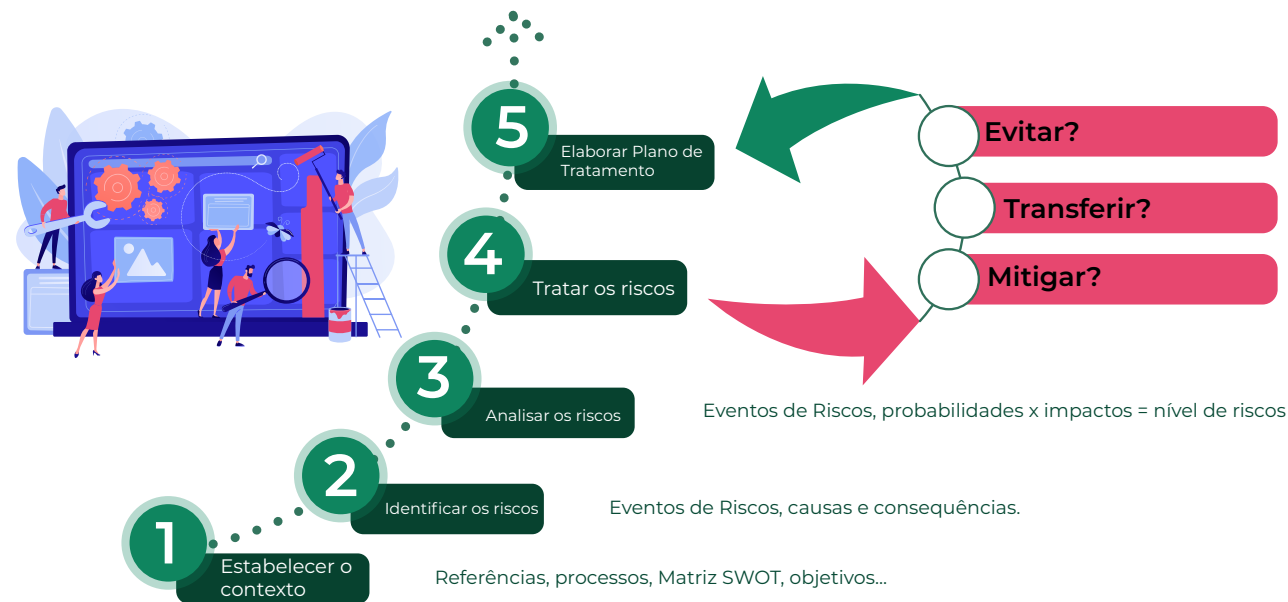 5
Elaborar Plano de
Tratamento
Evitar?
Transferir?
Mitigar?
4
Tratar os riscos
3
Analisar os riscos
Eventos de Riscos, probabilidades x impactos = nível de riscos
2
Identificar os riscos
Eventos de Riscos, causas e consequências.
1
Estabelecer o
contexto
Referências, processos, Matriz SWOT, objetivos...